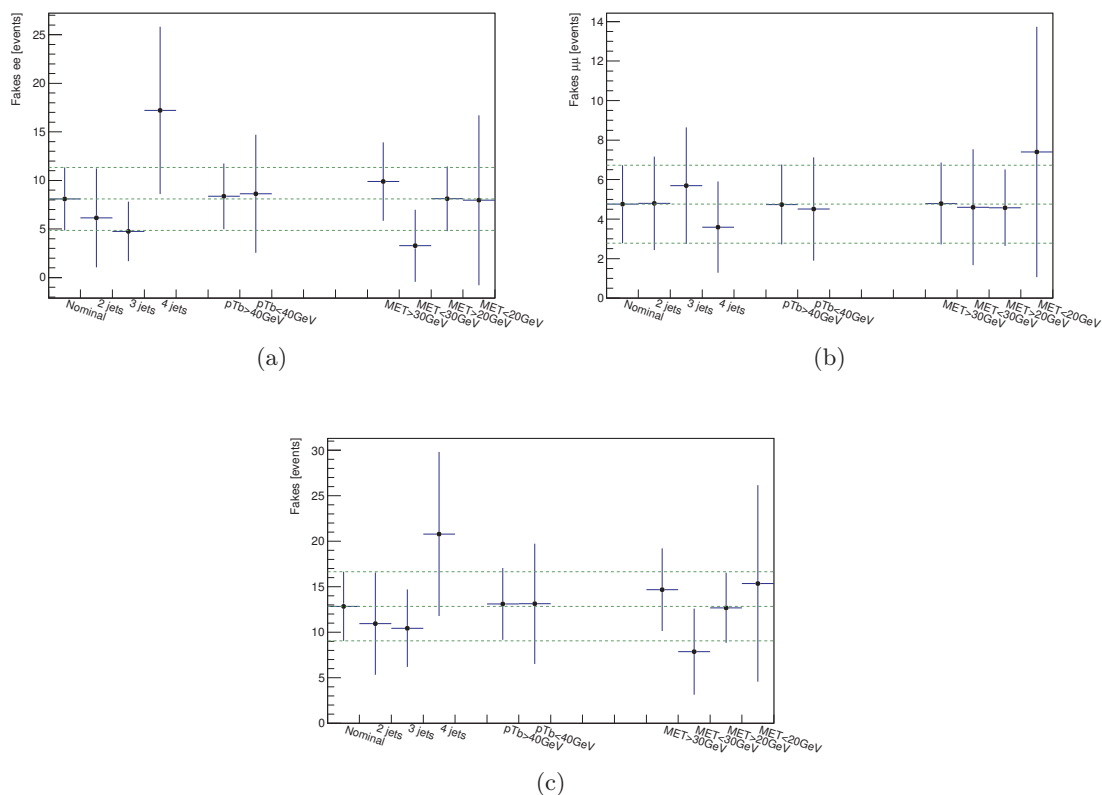 Fakes ee [events]
25
20
15
10
5
0
Nominal
2 jets
3 jets
4 jets
pTb>40GeV
pTb<40GeV
MET>30GeV
MET<30GeV
MET>20GeV
MET<20GeV
(a)
Fakes μμ [events]
14
12
10
8
6
4
2
0
Nominal
2 jets
3 jets
4 jets
pTb>40GeV
pTb<40GeV
MET>30GeV
MET<30GeV
MET>20GeV
MET<20GeV
(b)
Fakes [events]
30
25
20
15
10
5
0
Nominal
2 jets
3 jets
4 jets
pTb>40GeV
pTb<40GeV
MET>30GeV
MET<30GeV
MET>20GeV
MET<20GeV
(c)